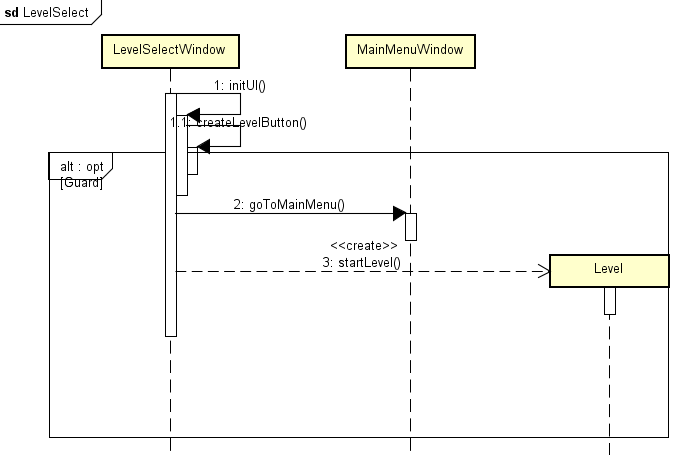 sd LevelSelect
LevelSelectWindow
MainMenuWindow
1: initUI()
1.1: createLevelButton()
alt : opt
[Guard]
2: goToMainMenu()
<<create>>
3: startLevel()
Level